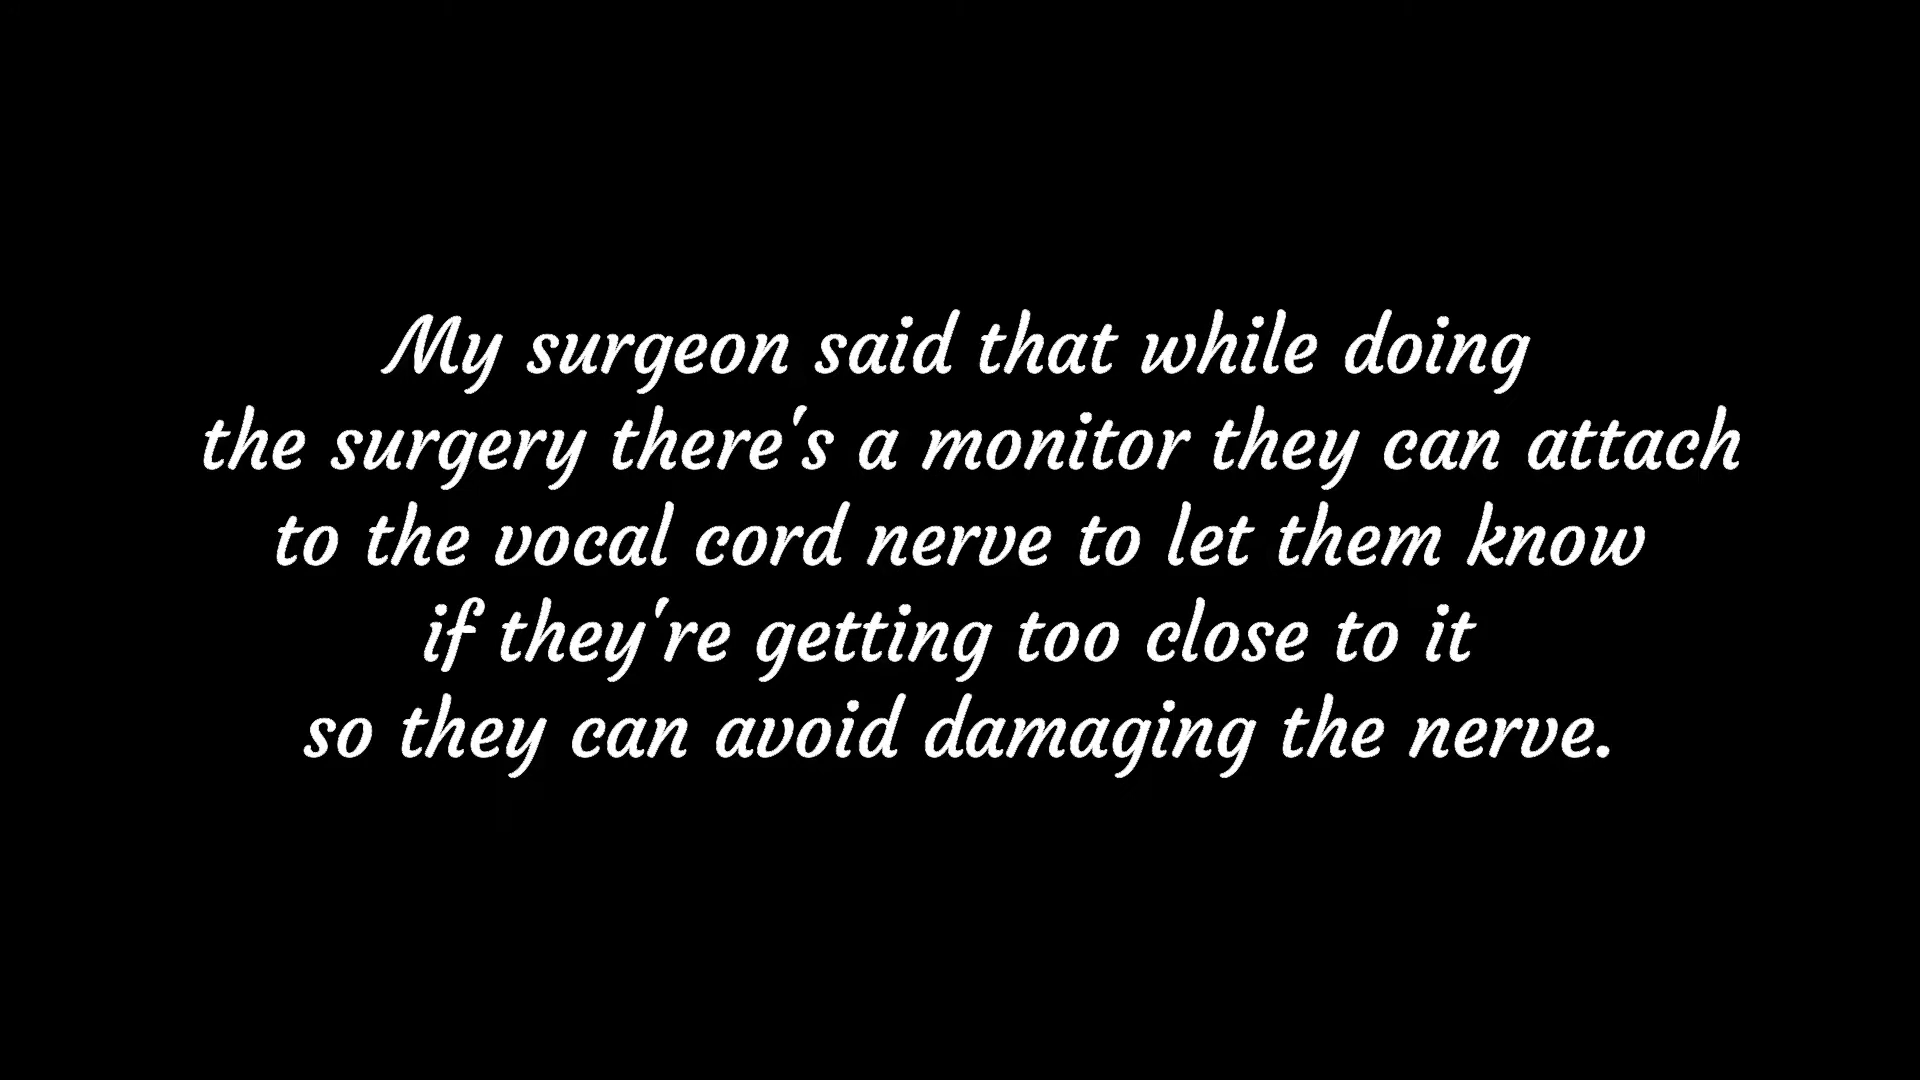 My surgeon said that while doing
the surgery there's a monitor they can attach
to the vocal cord nerve to let them know
if they're getting too close to it
so they can avoid damaging the nerve.